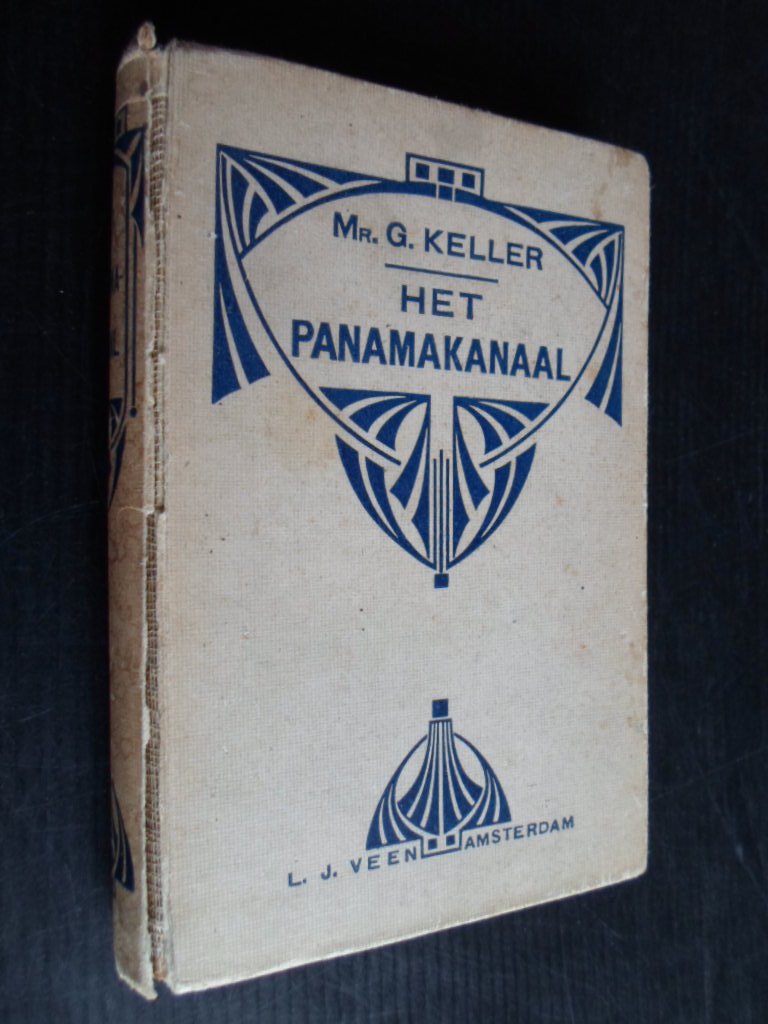 Mr. G. KELLER
HET
PANAMAKANAAL
L. J. VEEN AMSTERDAM